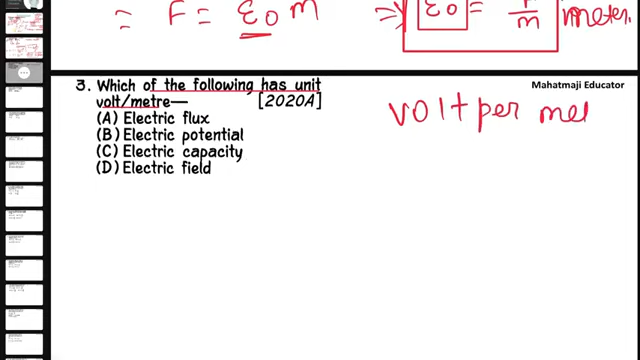 = F = ε0 m ⇒ ε0 = F/m meter.
Mahatmaji Educator
3. Which of the following has unit
volt/metre— [2020A]
(A) Electric flux
(B) Electric potential
(C) Electric capacity
(D) Electric field
volt per me